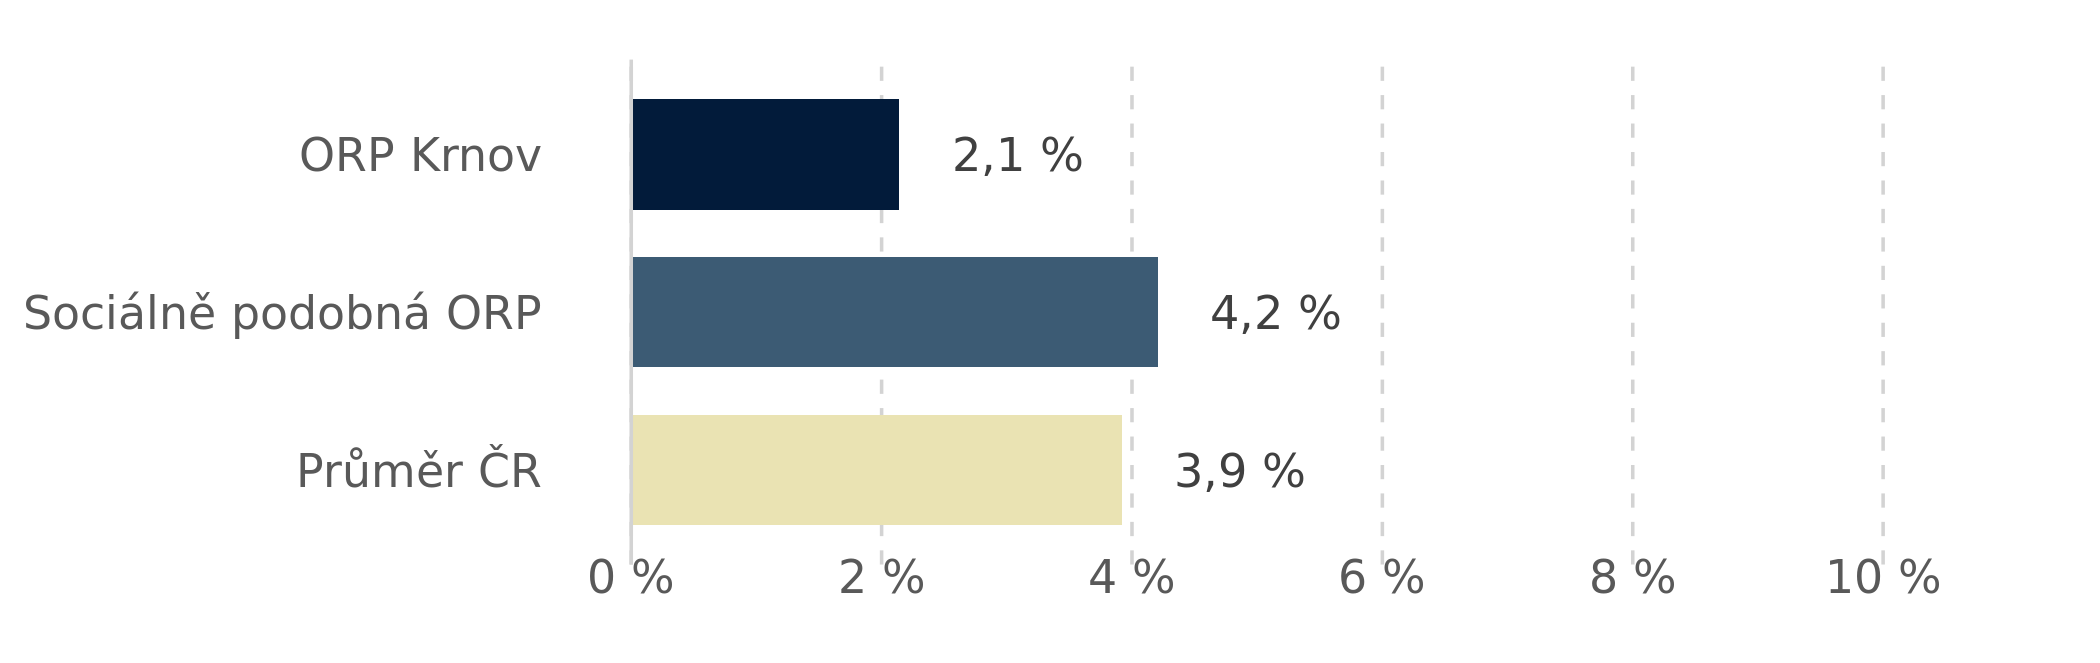 ORP Krnov
2,1 %
Sociálně podobná ORP
4,2 %
Průměr ČR
3,9 %
0 % 2 % 4 % 6 % 8 % 10 %